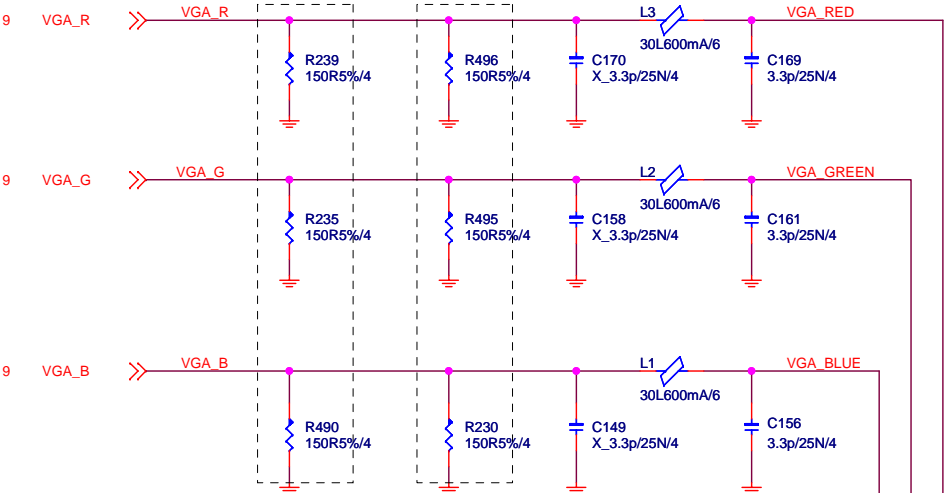 9 VGA_R VGA_R L3 VGA_RED
30L600mA/6
R239 R496 C170 C169
150R5%/4 150R5%/4 X_3.3p/25N/4 3.3p/25N/4
9 VGA_G VGA_G L2 VGA_GREEN
30L600mA/6
R235 R495 C158 C161
150R5%/4 150R5%/4 X_3.3p/25N/4 3.3p/25N/4
9 VGA_B VGA_B L1 VGA_BLUE
30L600mA/6
R490 R230 C149 C156
150R5%/4 150R5%/4 X_3.3p/25N/4 3.3p/25N/4